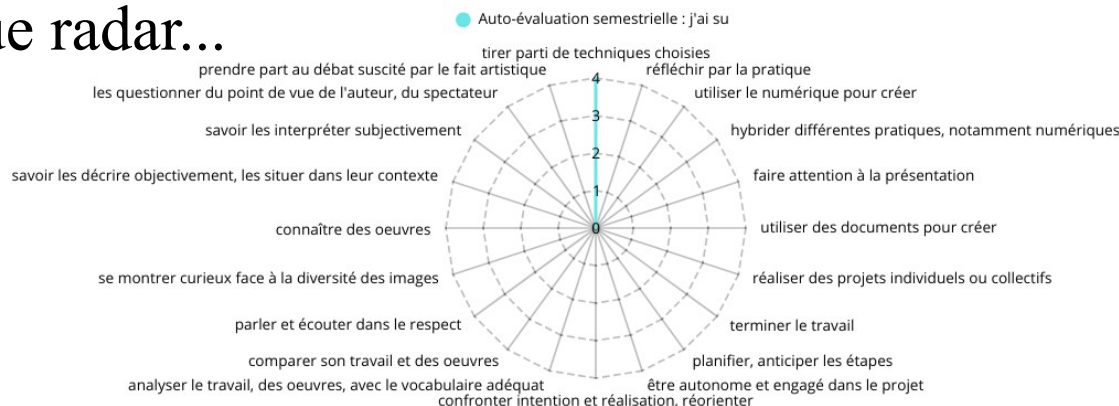 ue radar...
Auto-évaluation semestrielle : j'ai su
tirer parti de techniques choisies
réfléchir par la pratique
utiliser le numérique pour créer
hybrider différentes pratiques, notamment numériques
faire attention à la présentation
utiliser des documents pour créer
réaliser des projets individuels ou collectifs
terminer le travail
planifier, anticiper les étapes
être autonome et engagé dans le projet
confronter intention et réalisation, réorienter
analyser le travail, des oeuvres, avec le vocabulaire adéquat
comparer son travail et des oeuvres
parler et écouter dans le respect
se montrer curieux face à la diversité des images
connaître des oeuvres
savoir les décrire objectivement, les situer dans leur contexte
savoir les interpréter subjectivement
les questionner du point de vue de l'auteur, du spectateur
prendre part au débat suscité par le fait artistique
4
3
2
1
0